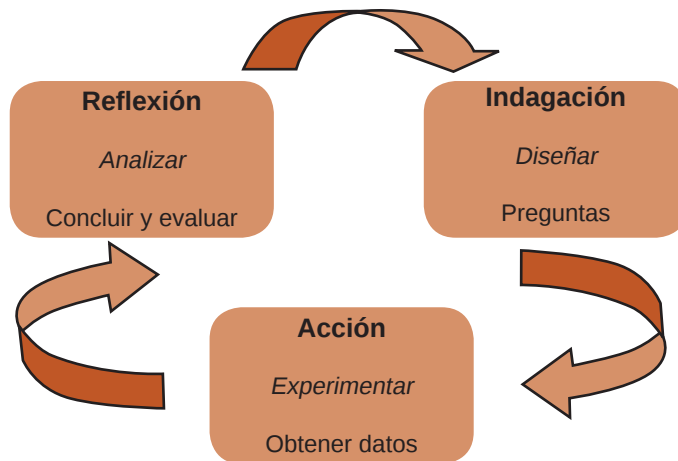 Reflexión
Analizar
Concluir y evaluar
Indagación
Diseñar
Preguntas
Acción
Experimentar
Obtener datos